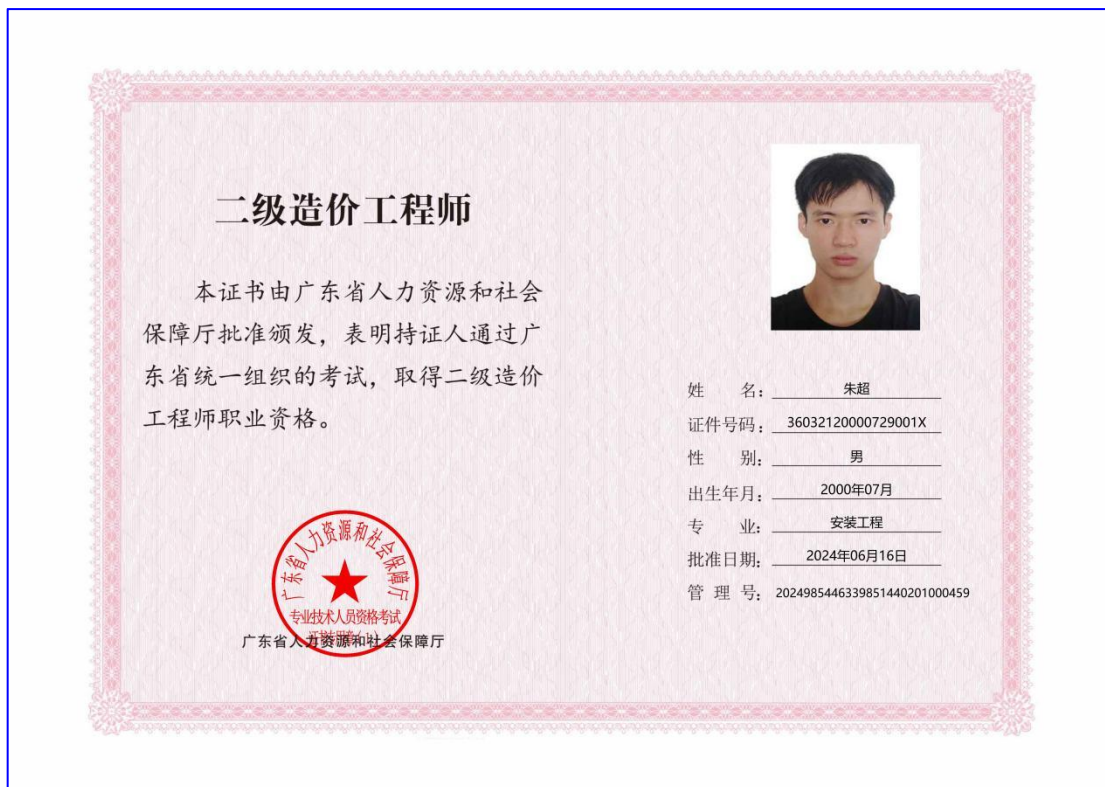 二级造价工程师
本证书由广东省人力资源和社会
保障厅批准颁发，表明持证人通过广
东省统一组织的考试，取得二级造价
工程师职业资格。
广东省人力资源和社会保障厅
专业技术人员资格考试
广东省人力资源和社会保障厅
姓 名：朱超
证件号码：36032120000729001X
性 别：男
出生年月：2000年07月
专 业：安装工程
批准日期：2024年06月16日
管 理 号：2024985446339851440201000459